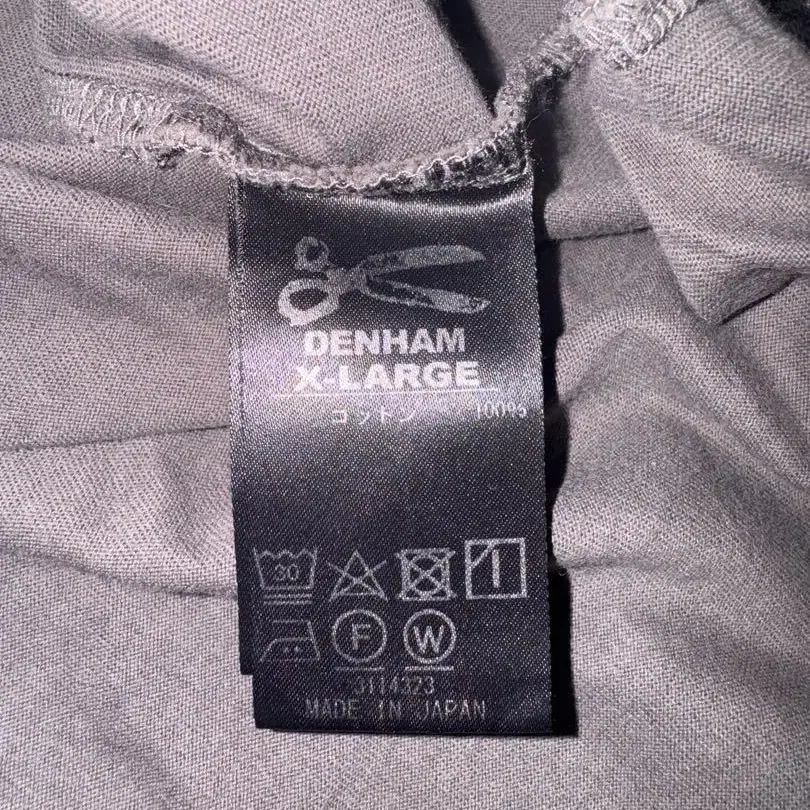 DENHAM
X-LARGE
コットン 100%
30
F W
3114323
MADE IN JAPAN